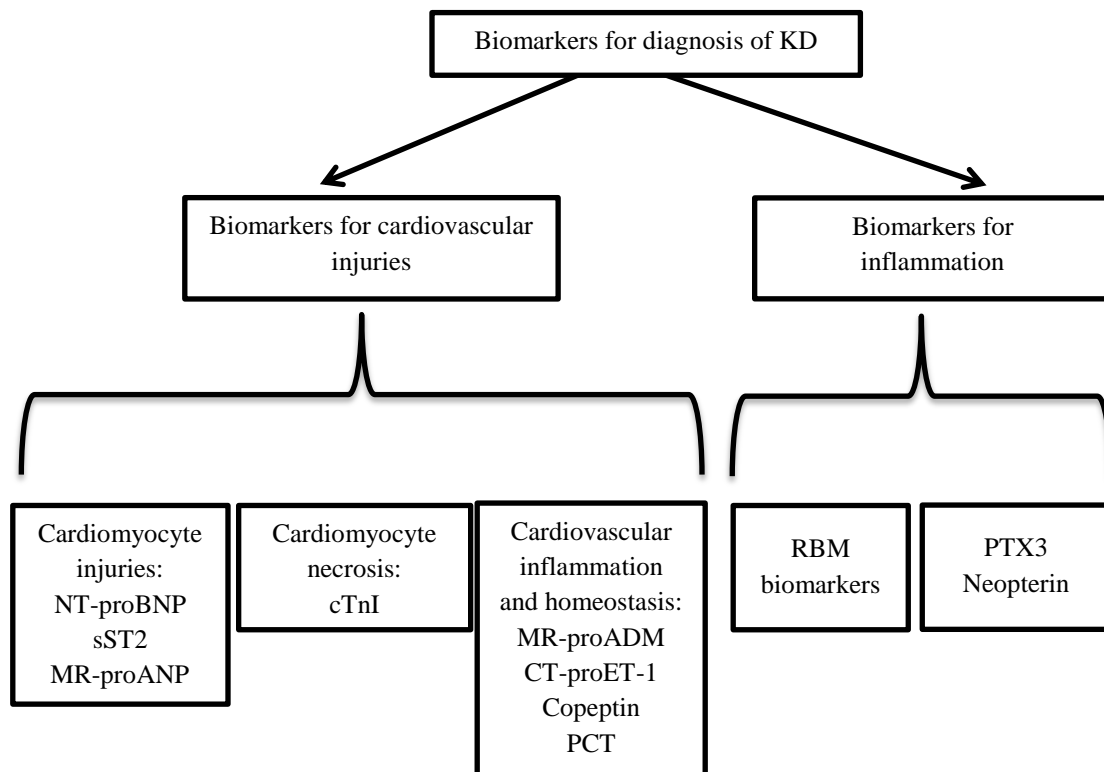 Biomarkers for diagnosis of KD
Biomarkers for cardiovascular
injuries
Biomarkers for
inflammation
Cardiomyocyte
injuries:
NT-proBNP
sST2
MR-proANP
Cardiomyocyte
necrosis:
cTnI
Cardiovascular
inflammation
and homeostasis:
MR-proADM
CT-proET-1
Copeptin
PCT
RBM
biomarkers
PTX3
Neopterin